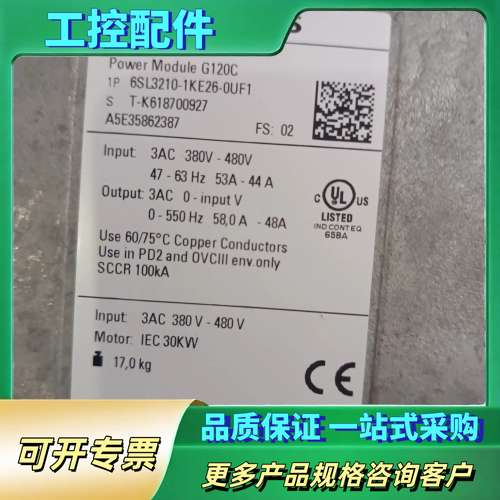 工控配件
S
Power Module G120C
1P 6SL3210-1KE26-0UF1
S T-K618700927
A5E35862387
FS: 02
Input: 3AC 380V - 480V
47 - 63 Hz 53A - 44 A
Output: 3AC 0 - input V
0 - 550 Hz 58,0 A - 48A
Use 60/75°C Copper Conductors
Use in PD2 and OVCIII env.only
SCCR 100kA
C UL US
LISTED
IND.CONT.EQ.
658A
Input: 3AC 380 V - 480 V
Motor: IEC 30KW
17,0 kg
品质保证 一站式采购
可开专票
更多产品规格咨询客户